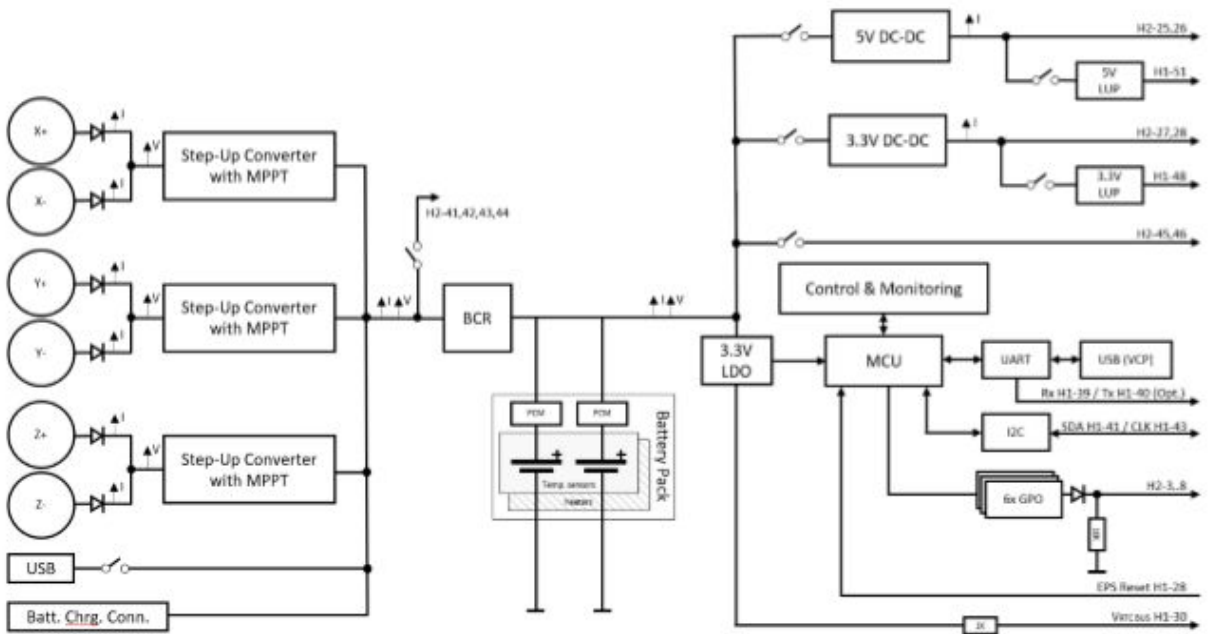 X+
I
X-
I
V
Step-Up Converter
with MPPT
Y+
I
Y-
I
V
Step-Up Converter
with MPPT
Z+
I
Z-
I
V
Step-Up Converter
with MPPT
USB
Batt. Chrg. Conn.
H2-41,42,43,44
I
V
BCR
PCM
PCM
+
+
Temp. sensors
heaters
Battery Pack
I
V
5V DC-DC
I
H2-25,26
5V
LUP
H1-51
3.3V DC-DC
I
H2-27,28
3.3V
LUP
H1-48
H2-45,46
Control & Monitoring
3.3V
LDO
MCU
UART
USB (VCP)
Rx H1-39 / Tx H1-40 (Opt.)
I2C
SDA H1-41 / CLK H1-43
6x GPO
H2-3..8
EPS Reset H1-28
H1-30